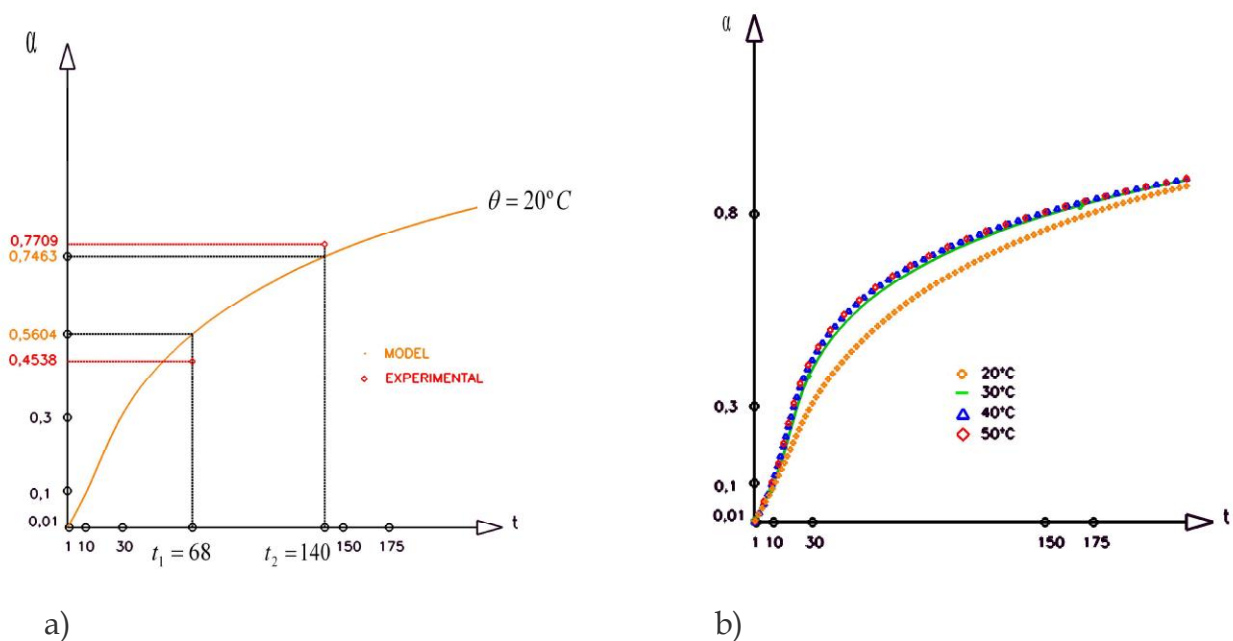 α
θ = 20°C
0,7709
0,7463
0,5604
0,4538
MODEL
EXPERIMENTAL
0,3
0,1
0,01
t
1 10 30 t₁ = 68 t₂ = 140 150 175
a)
α
0,8
20°C
30°C
0,3
40°C
50°C
0,1
0,01
t
1 10 30 150 175
b)